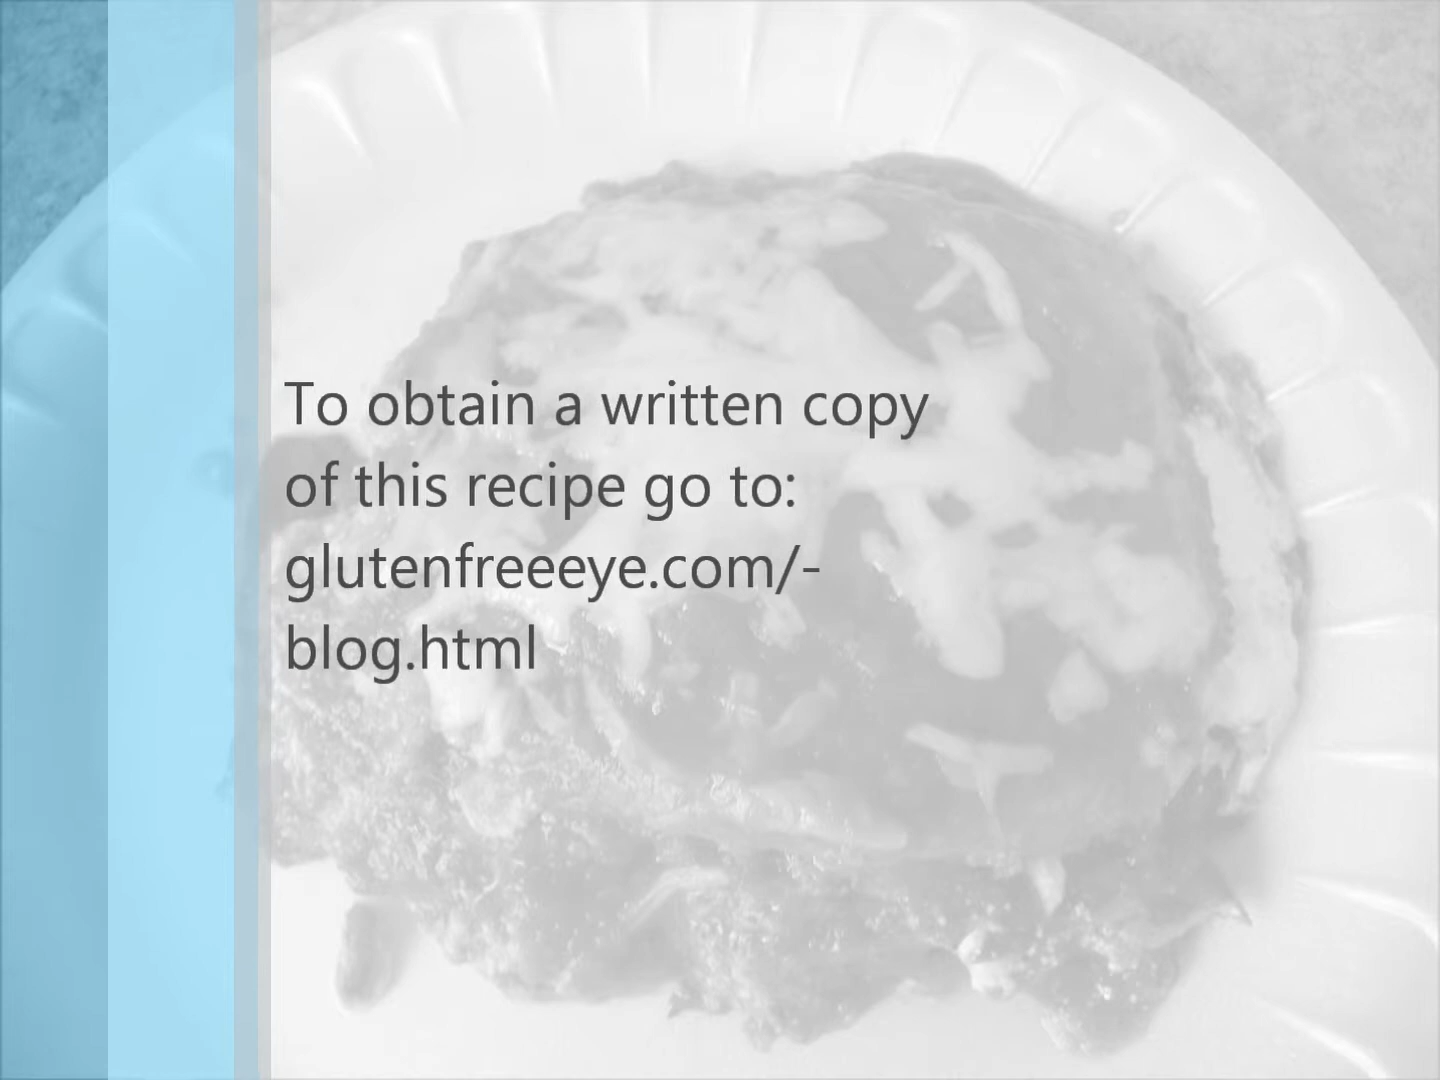 To obtain a written copy
of this recipe go to:
glutenfreeeye.com/-
blog.html